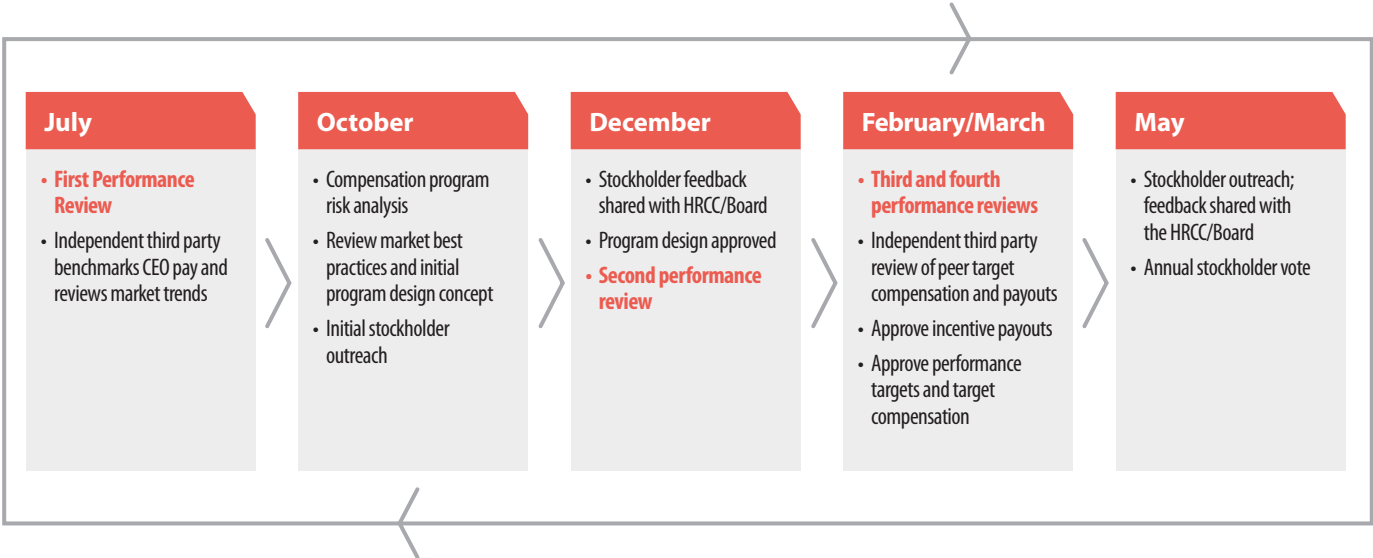 July
• First Performance
Review
• Independent third party
benchmarks CEO pay and
reviews market trends
October
• Compensation program
risk analysis
• Review market best
practices and initial
program design concept
• Initial stockholder
outreach
December
• Stockholder feedback
shared with HRCC/Board
• Program design approved
• Second performance
review
February/March
• Third and fourth
performance reviews
• Independent third party
review of peer target
compensation and payouts
• Approve incentive payouts
• Approve performance
targets and target
compensation
May
• Stockholder outreach;
feedback shared with
the HRCC/Board
• Annual stockholder vote